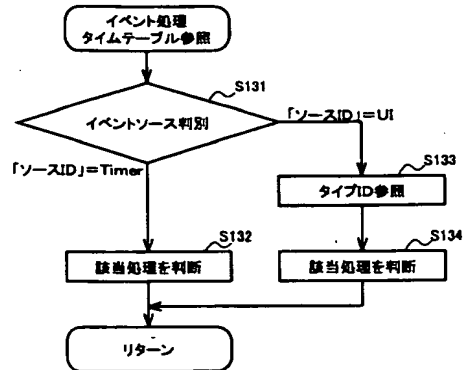 イベント処理
タイムテーブル参照
S131
イベントソース判別
「ソースID」=UI
「ソースID」=Timer
S133
タイプID参照
S132
S134
該当処理を判断
該当処理を判断
リターン